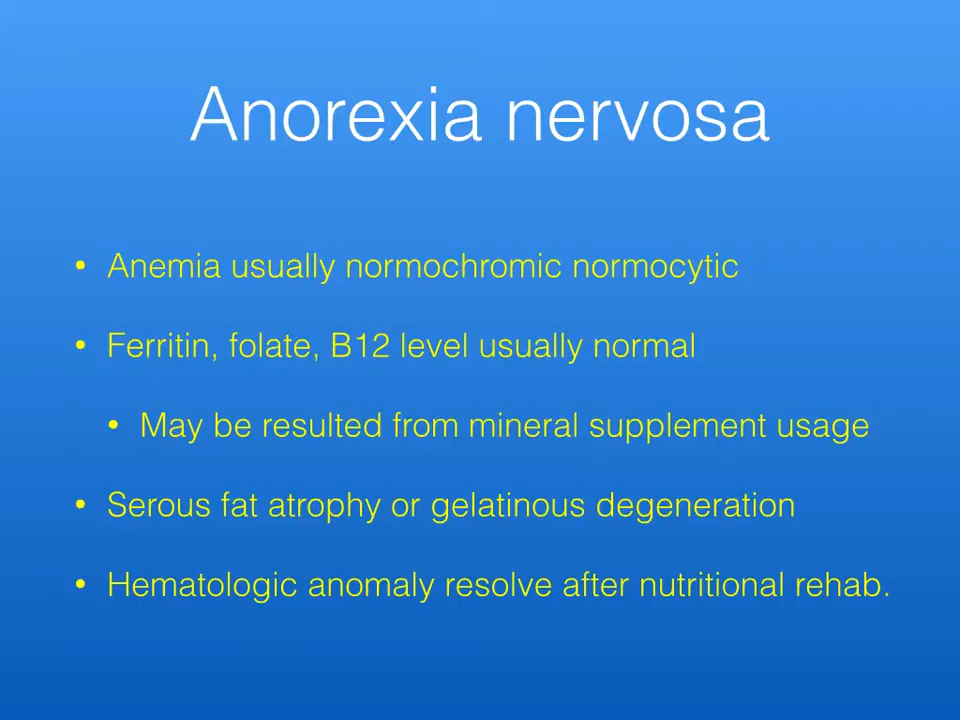 Anorexia nervosa
• Anemia usually normochromic normocytic
• Ferritin, folate, B12 level usually normal
• May be resulted from mineral supplement usage
• Serous fat atrophy or gelatinous degeneration
• Hematologic anomaly resolve after nutritional rehab.